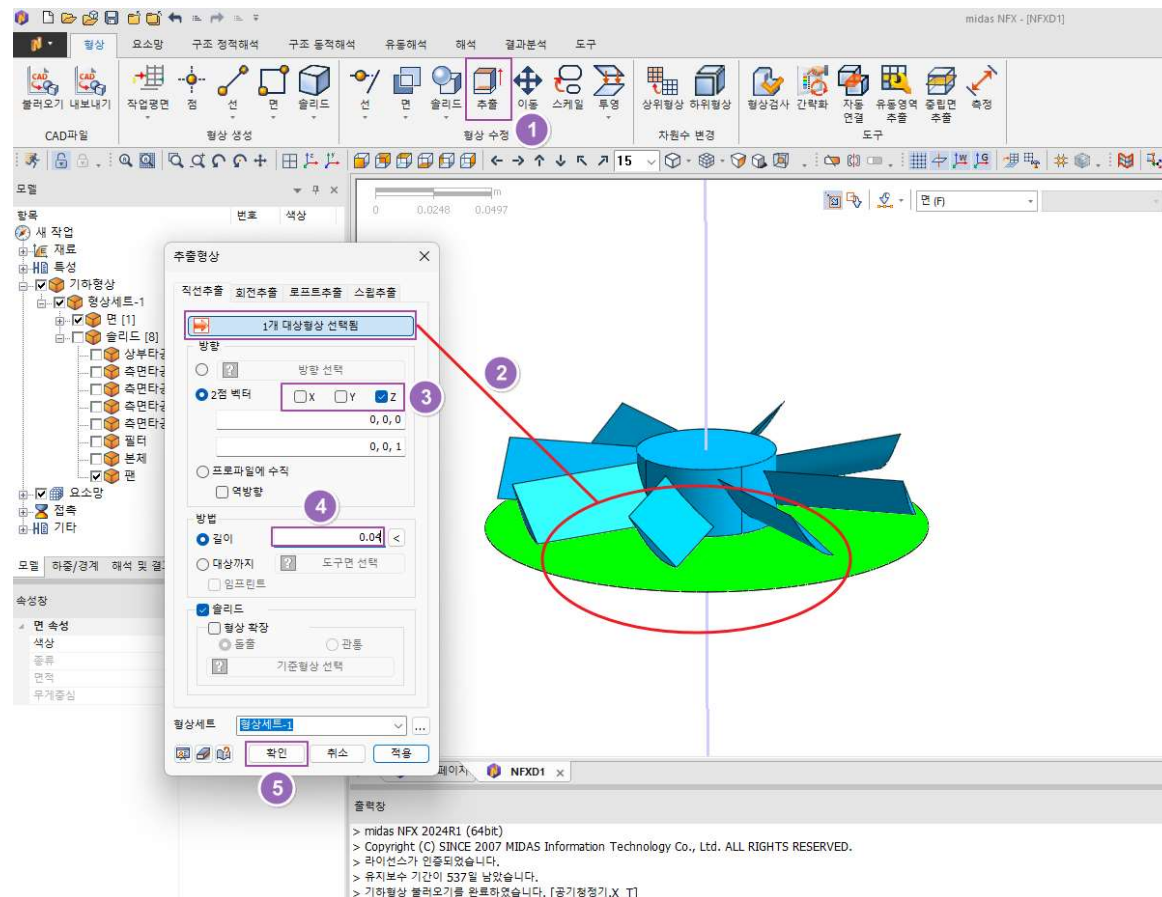 midas NFX - [NFXD1]
형상 요소망 구조 정적해석 구조 동적해석 유동해석 해석 결과분석 도구
CAD CAD
불러오기 내보내기 작업평면 점 선 면 솔리드 선 면 솔리드 추출 이동 스케일 투영 상위형상 하위형상 형상검사 간략화 자동 연결 유동영역 추출 중립면 추출 측정
CAD파일 형상 생성 형상 수정 1 차원수 변경 도구
15
모델
항목 번호 색상
새 작업
재료
특성
기하형상
형상세트-1
면 [1]
솔리드 [8]
상부타공
측면타공
측면타공
측면타공
측면타공
필터
본체
팬
요소망
접촉
기타
모델 하중/경계 해석 및 결
속성창
면 속성
색상
종류
면적
무게중심
추출형상
직선추출 회전추출 로프트추출 스윕추출
1개 대상형상 선택됨
방향
방향 선택
2점 벡터 X Y Z 3
0, 0, 0
0, 0, 1
프로파일에 수직
역방향
4
방법
길이 0.04 <
대상까지 도구면 선택
임프린트
솔리드
형상 확장
돌출 관통
기준형상 선택
형상세트 형상세트-1 ...
확인 취소 적용
5
m
0 0.0248 0.0497
면 (F)
2
페이지 NFXD1
출력창
> midas NFX 2024R1 (64bit)
> Copyright (C) SINCE 2007 MIDAS Information Technology Co., Ltd. ALL RIGHTS RESERVED.
> 라이선스가 인증되었습니다.
> 유지보수 기간이 537일 남았습니다.
> 기하형상 불러오기를 완료하였습니다. [공기청정기.X_T]